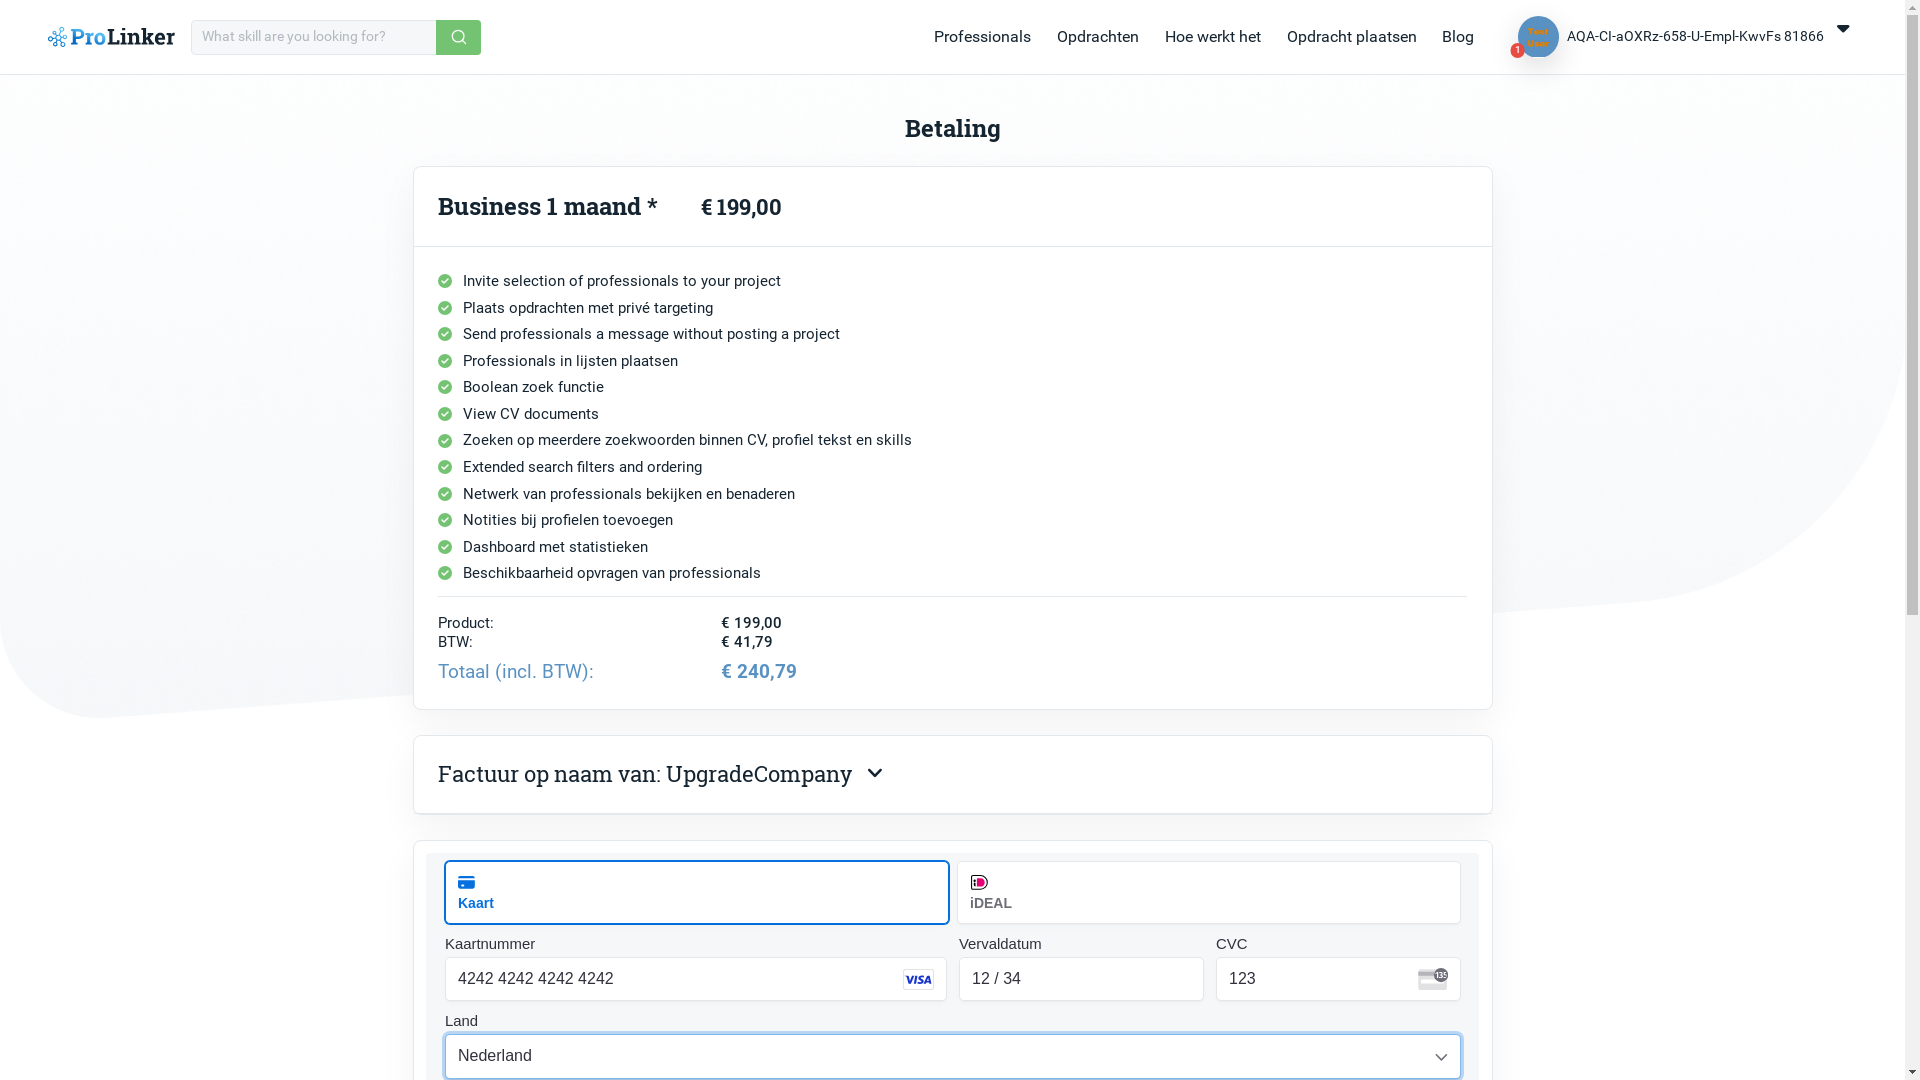 ProLinker
What skill are you looking for?
Professionals
Opdrachten
Hoe werkt het
Opdracht plaatsen
Blog
Test
User
1
AQA-CI-aOXRz-658-U-Empl-KwvFs 81866
Betaling
Business 1 maand * € 199,00
Invite selection of professionals to your project
Plaats opdrachten met privé targeting
Send professionals a message without posting a project
Professionals in lijsten plaatsen
Boolean zoek functie
View CV documents
Zoeken op meerdere zoekwoorden binnen CV, profiel tekst en skills
Extended search filters and ordering
Netwerk van professionals bekijken en benaderen
Notities bij profielen toevoegen
Dashboard met statistieken
Beschikbaarheid opvragen van professionals
Product: € 199,00
BTW: € 41,79
Totaal (incl. BTW): € 240,79
Factuur op naam van: UpgradeCompany
Kaart
iDEAL
Kaartnummer
Vervaldatum
CVC
4242 4242 4242 4242
VISA
12 / 34
123
135
Land
Nederland